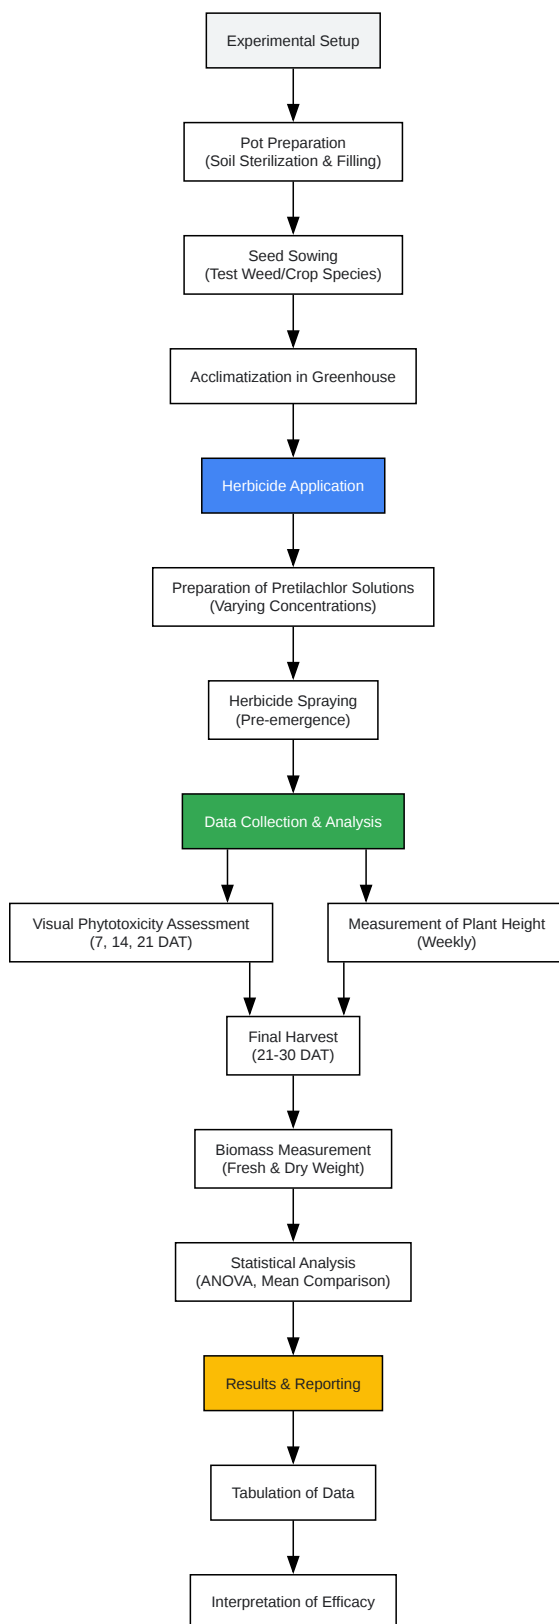 Experimental Setup
Pot Preparation
(Soil Sterilization & Filling)
Seed Sowing
(Test Weed/Crop Species)
Acclimatization in Greenhouse
Herbicide Application
Preparation of Pretilachlor Solutions
(Varying Concentrations)
Herbicide Spraying
(Pre-emergence)
Data Collection & Analysis
Visual Phytotoxicity Assessment
(7, 14, 21 DAT)
Measurement of Plant Height
(Weekly)
Final Harvest
(21-30 DAT)
Biomass Measurement
(Fresh & Dry Weight)
Statistical Analysis
(ANOVA, Mean Comparison)
Results & Reporting
Tabulation of Data
Interpretation of Efficacy